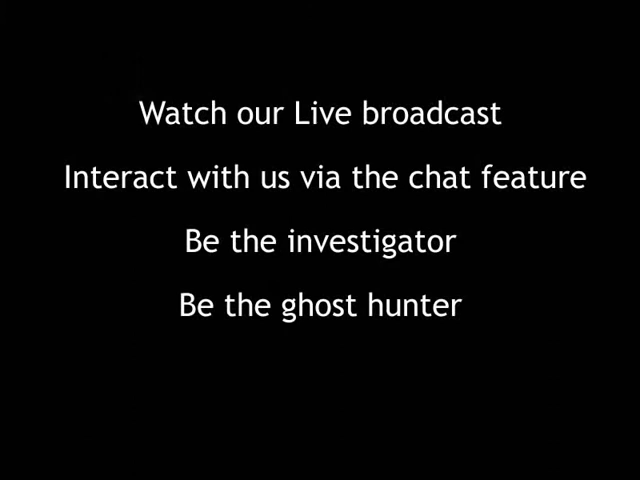 Watch our Live broadcast
Interact with us via the chat feature
Be the investigator
Be the ghost hunter